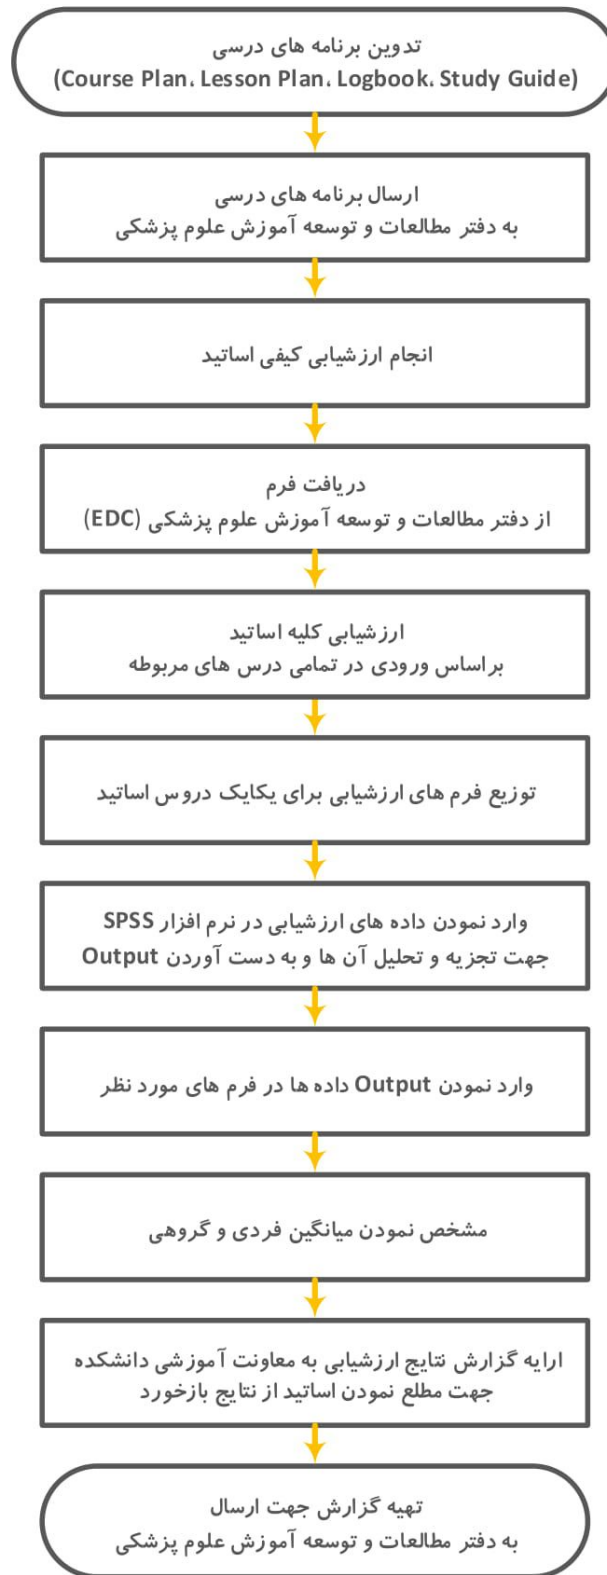 تدوین برنامه های درسی
(Course Plan، Lesson Plan، Logbook، Study Guide)
ارسال برنامه های درسی
به دفتر مطالعات و توسعه آموزش علوم پزشکی
انجام ارزشیابی کیفی اساتید
دریافت فرم
از دفتر مطالعات و توسعه آموزش علوم پزشکی (EDC)
ارزشیابی کلیه اساتید
براساس ورودی در تمامی درس های مربوطه
توزیع فرم های ارزشیابی برای یکایک دروس اساتید
وارد نمودن داده های ارزشیابی در نرم افزار SPSS
جهت تجزیه و تحلیل آن ها و به دست آوردن Output
وارد نمودن Output داده ها در فرم های مورد نظر
مشخص نمودن میانگین فردی و گروهی
ارایه گزارش نتایج ارزشیابی به معاونت آموزشی دانشکده
جهت مطلع نمودن اساتید از نتایج بازخورد
تهیه گزارش جهت ارسال
به دفتر مطالعات و توسعه آموزش علوم پزشکی